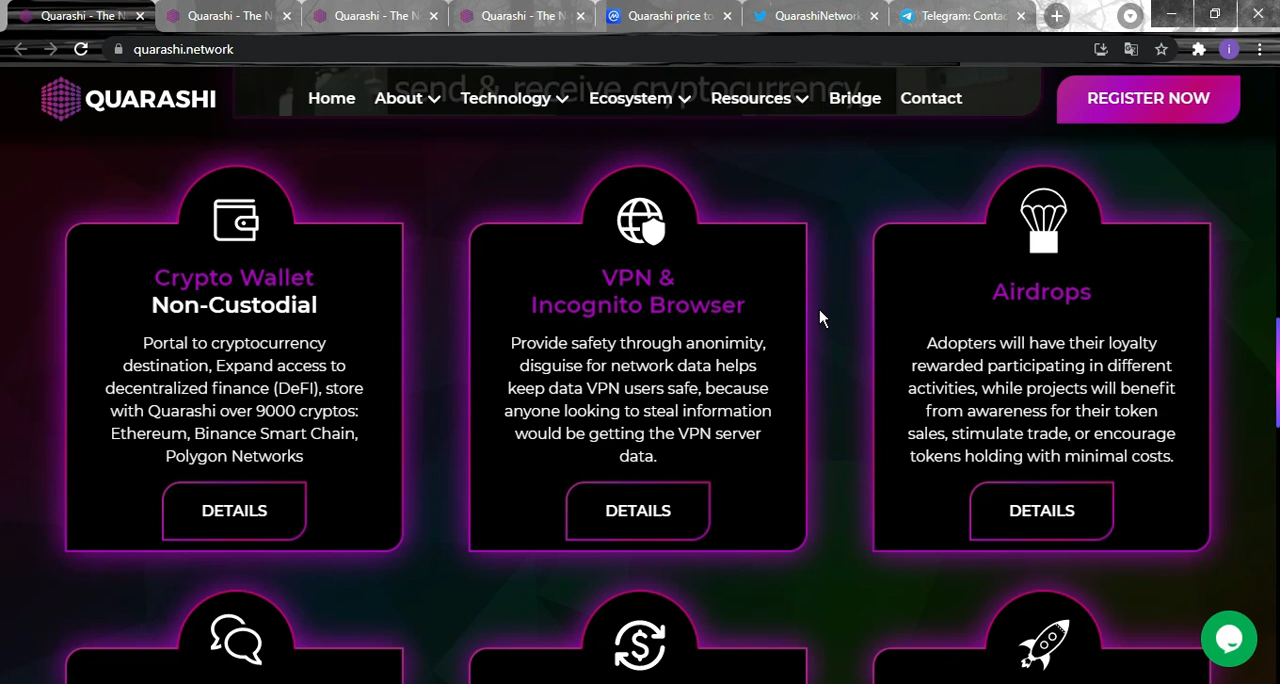 Quarashi - The N
Quarashi - The N
Quarashi - The N
Quarashi - The N
Quarashi price to
QuarashiNetwork
Telegram: Contac
i
quarashi.network
send & receive cryptocurrency
QUARASHI
Home
About
Technology
Ecosystem
Resources
Bridge
Contact
REGISTER NOW
Crypto Wallet
Non-Custodial
Portal to cryptocurrency
destination, Expand access to
decentralized finance (DeFI), store
with Quarashi over 9000 cryptos:
Ethereum, Binance Smart Chain,
Polygon Networks
DETAILS
VPN &
Incognito Browser
Provide safety through anonimity,
disguise for network data helps
keep data VPN users safe, because
anyone looking to steal information
would be getting the VPN server
data.
DETAILS
Airdrops
Adopters will have their loyalty
rewarded participating in different
activities, while projects will benefit
from awareness for their token
sales, stimulate trade, or encourage
tokens holding with minimal costs.
DETAILS